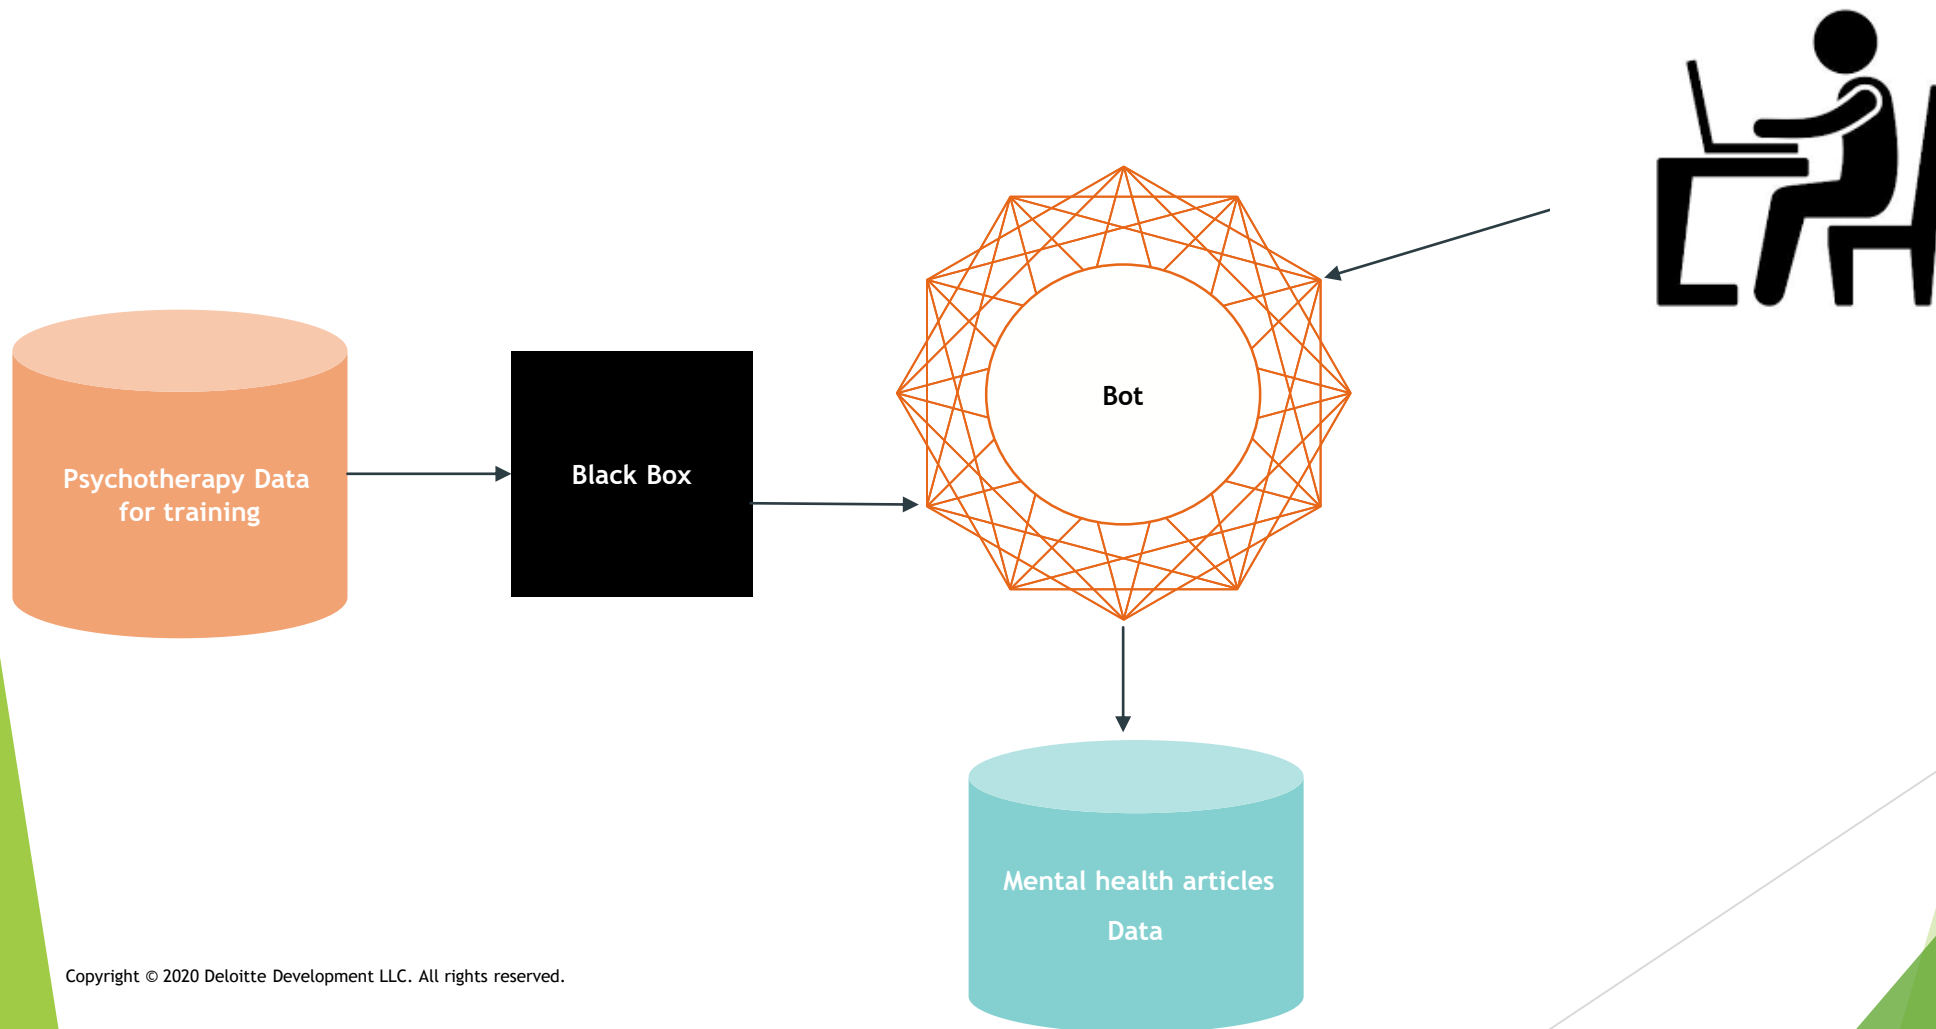 Psychotherapy Data
for training
Black Box
Bot
Mental health articles
Data
Copyright © 2020 Deloitte Development LLC. All rights reserved.